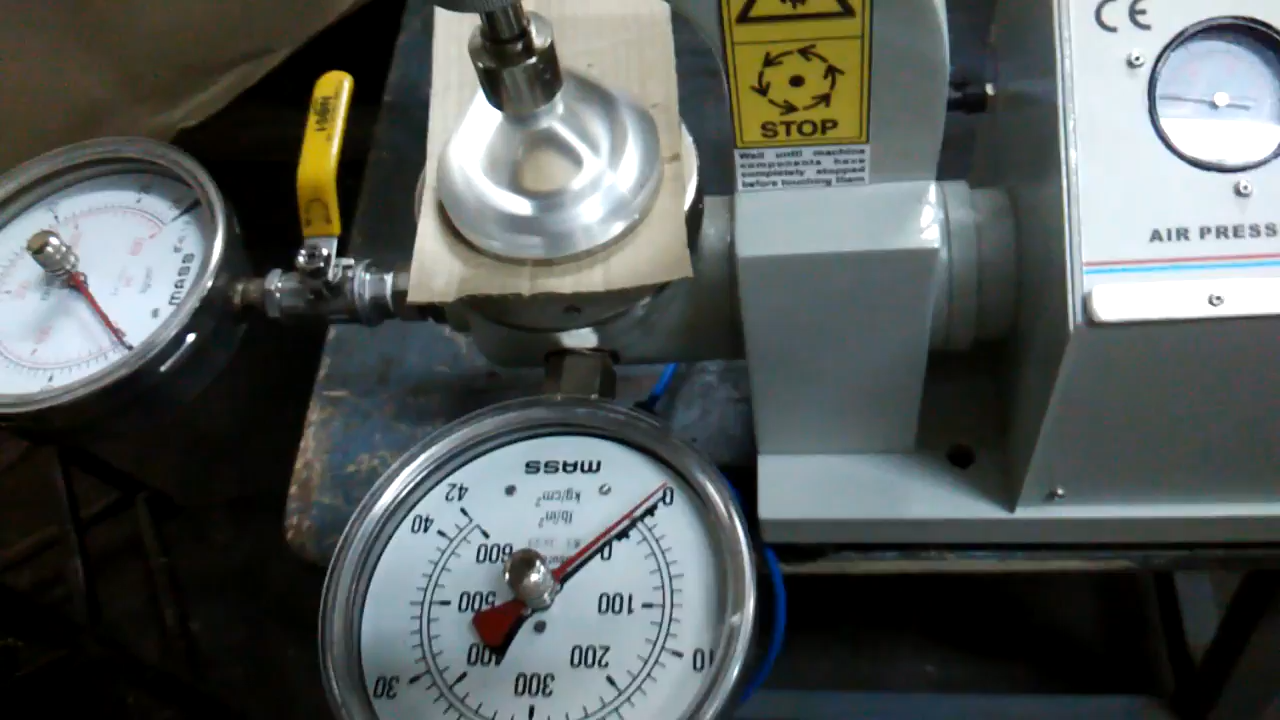 CE
STOP
Wait until machine
components have
completely stopped
before touching them
AIR PRESS
MASS
MASS
kg/cm²
lb/in²
42
40
30
10
0
0
100
200
300
400
500
600